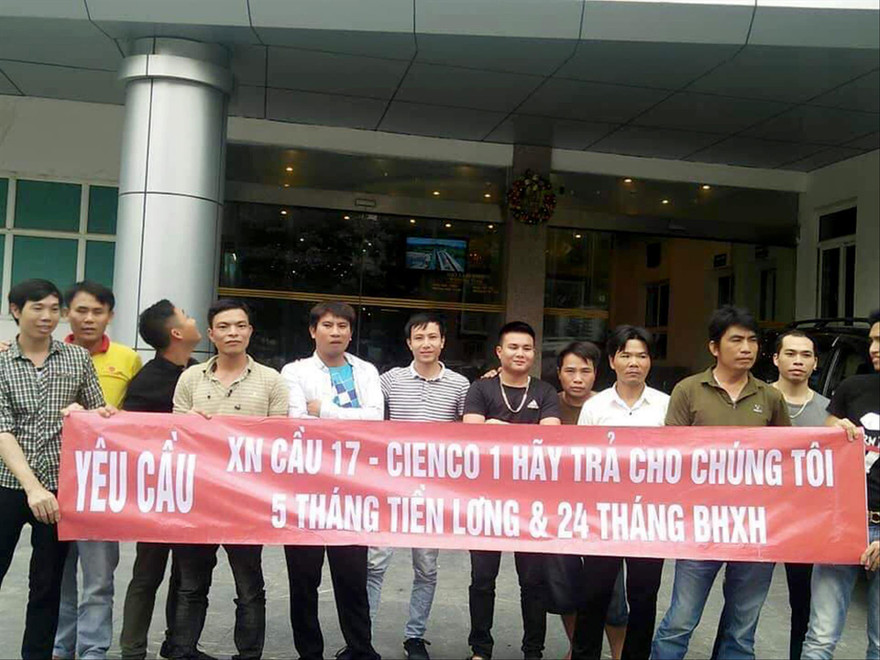 YÊU CẦU
XN CẦU 17 - CIENCO 1 HÃY TRẢ CHO CHÚNG TÔI
5 THÁNG TIỀN LƠNG & 24 THÁNG BHXH